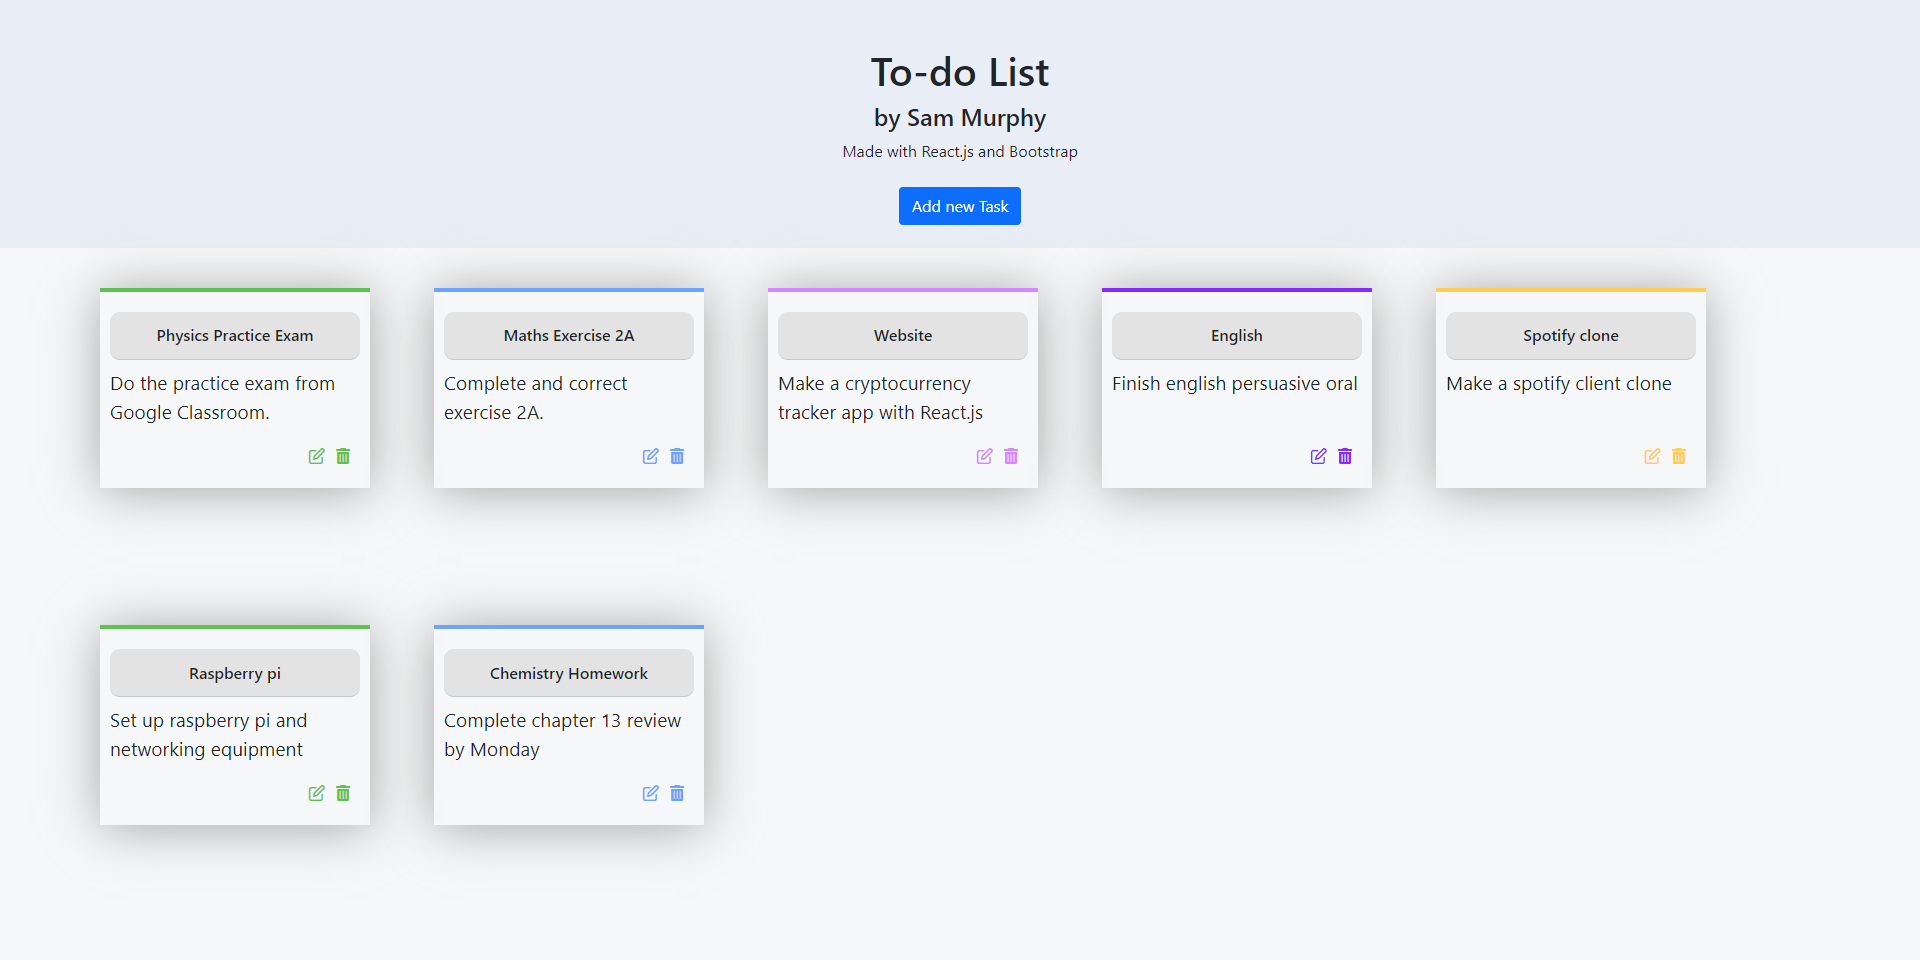 To-do List
by Sam Murphy
Made with React.js and Bootstrap
Add new Task
Physics Practice Exam
Do the practice exam from
Google Classroom.
Maths Exercise 2A
Complete and correct
exercise 2A.
Website
Make a cryptocurrency
tracker app with React.js
English
Finish english persuasive oral
Spotify clone
Make a spotify client clone
Raspberry pi
Set up raspberry pi and
networking equipment
Chemistry Homework
Complete chapter 13 review
by Monday